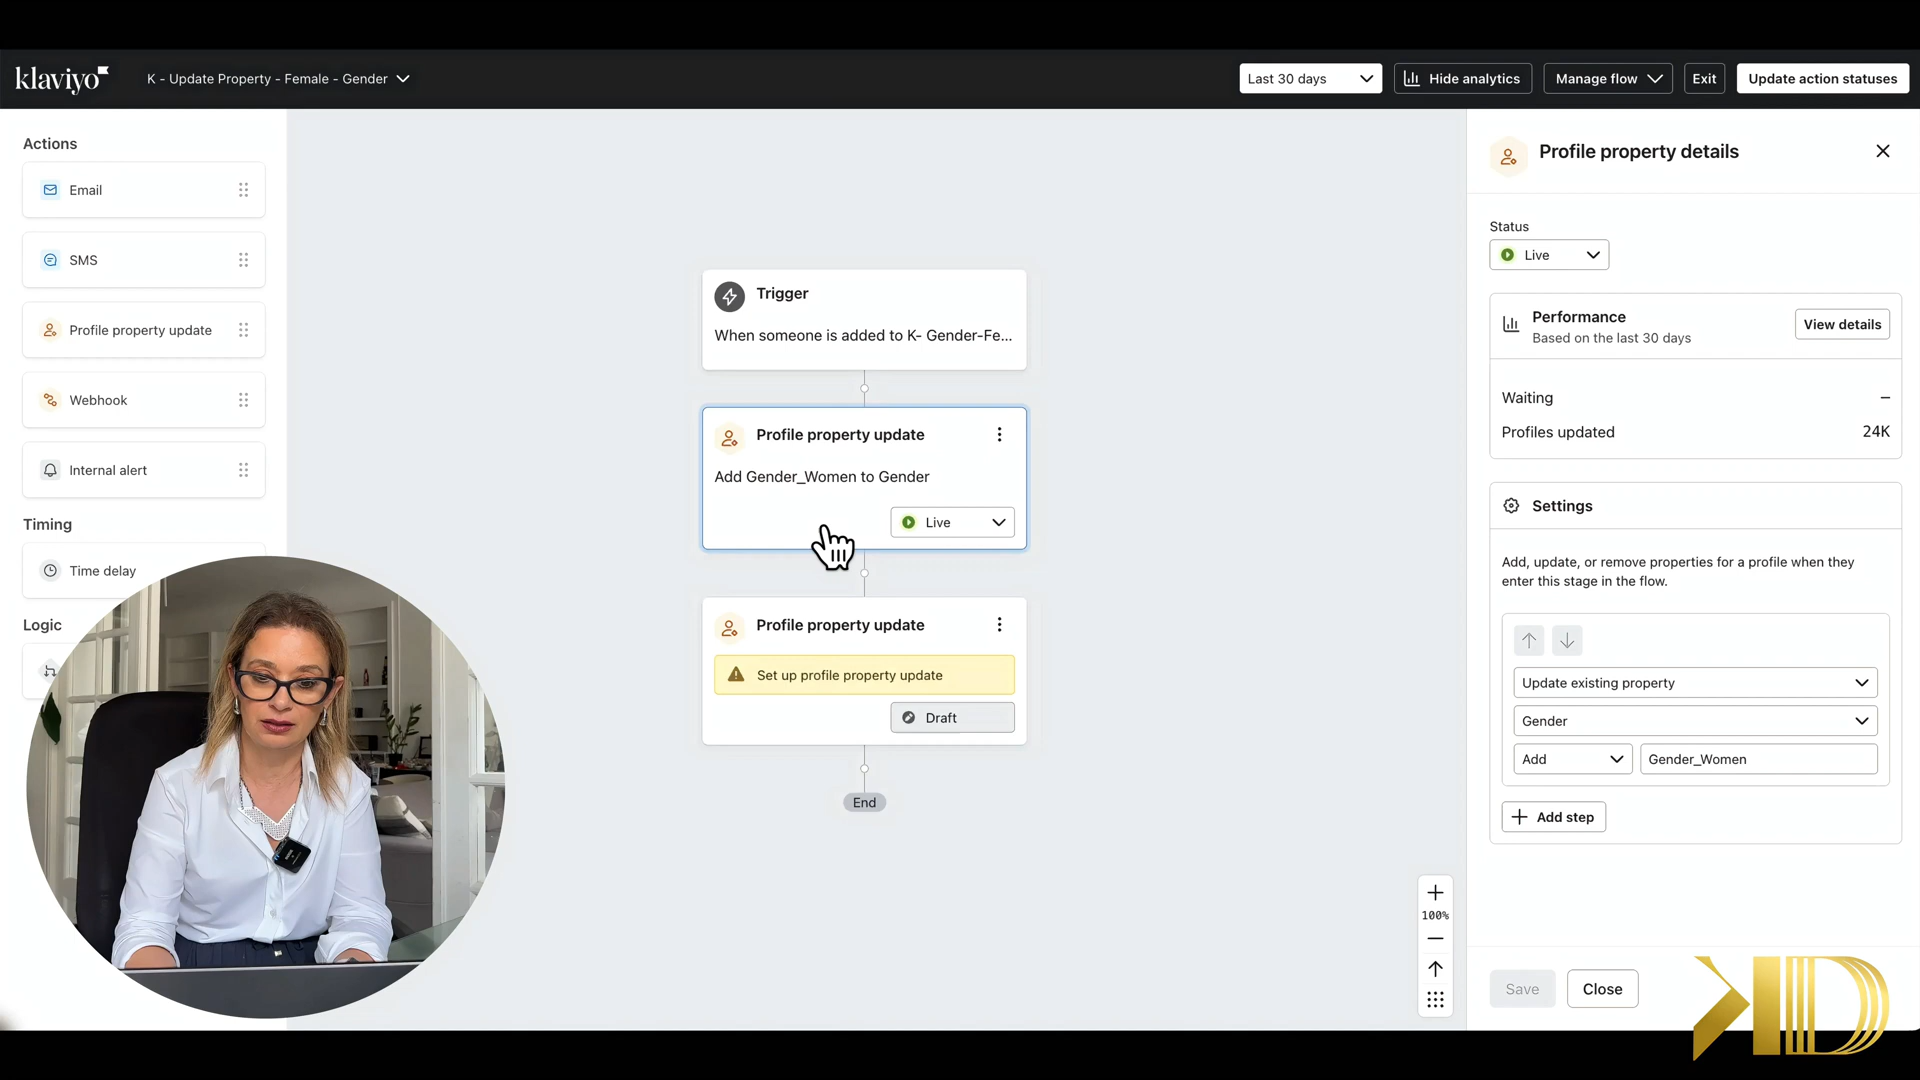 klaviyo
K - Update Property - Female - Gender
Last 30 days
Hide analytics
Manage flow
Exit
Update action statuses
Actions
Email
SMS
Profile property update
Webhook
Internal alert
Timing
Time delay
Logic
Trigger
When someone is added to K- Gender-Fe...
Profile property update
Add Gender_Women to Gender
Live
Profile property update
Set up profile property update
Draft
End
100%
Profile property details
Status
Live
Performance
Based on the last 30 days
View details
Waiting –
Profiles updated 24K
Settings
Add, update, or remove properties for a profile when they
enter this stage in the flow.
Update existing property
Gender
Add Gender_Women
Add step
Save
Close
KD